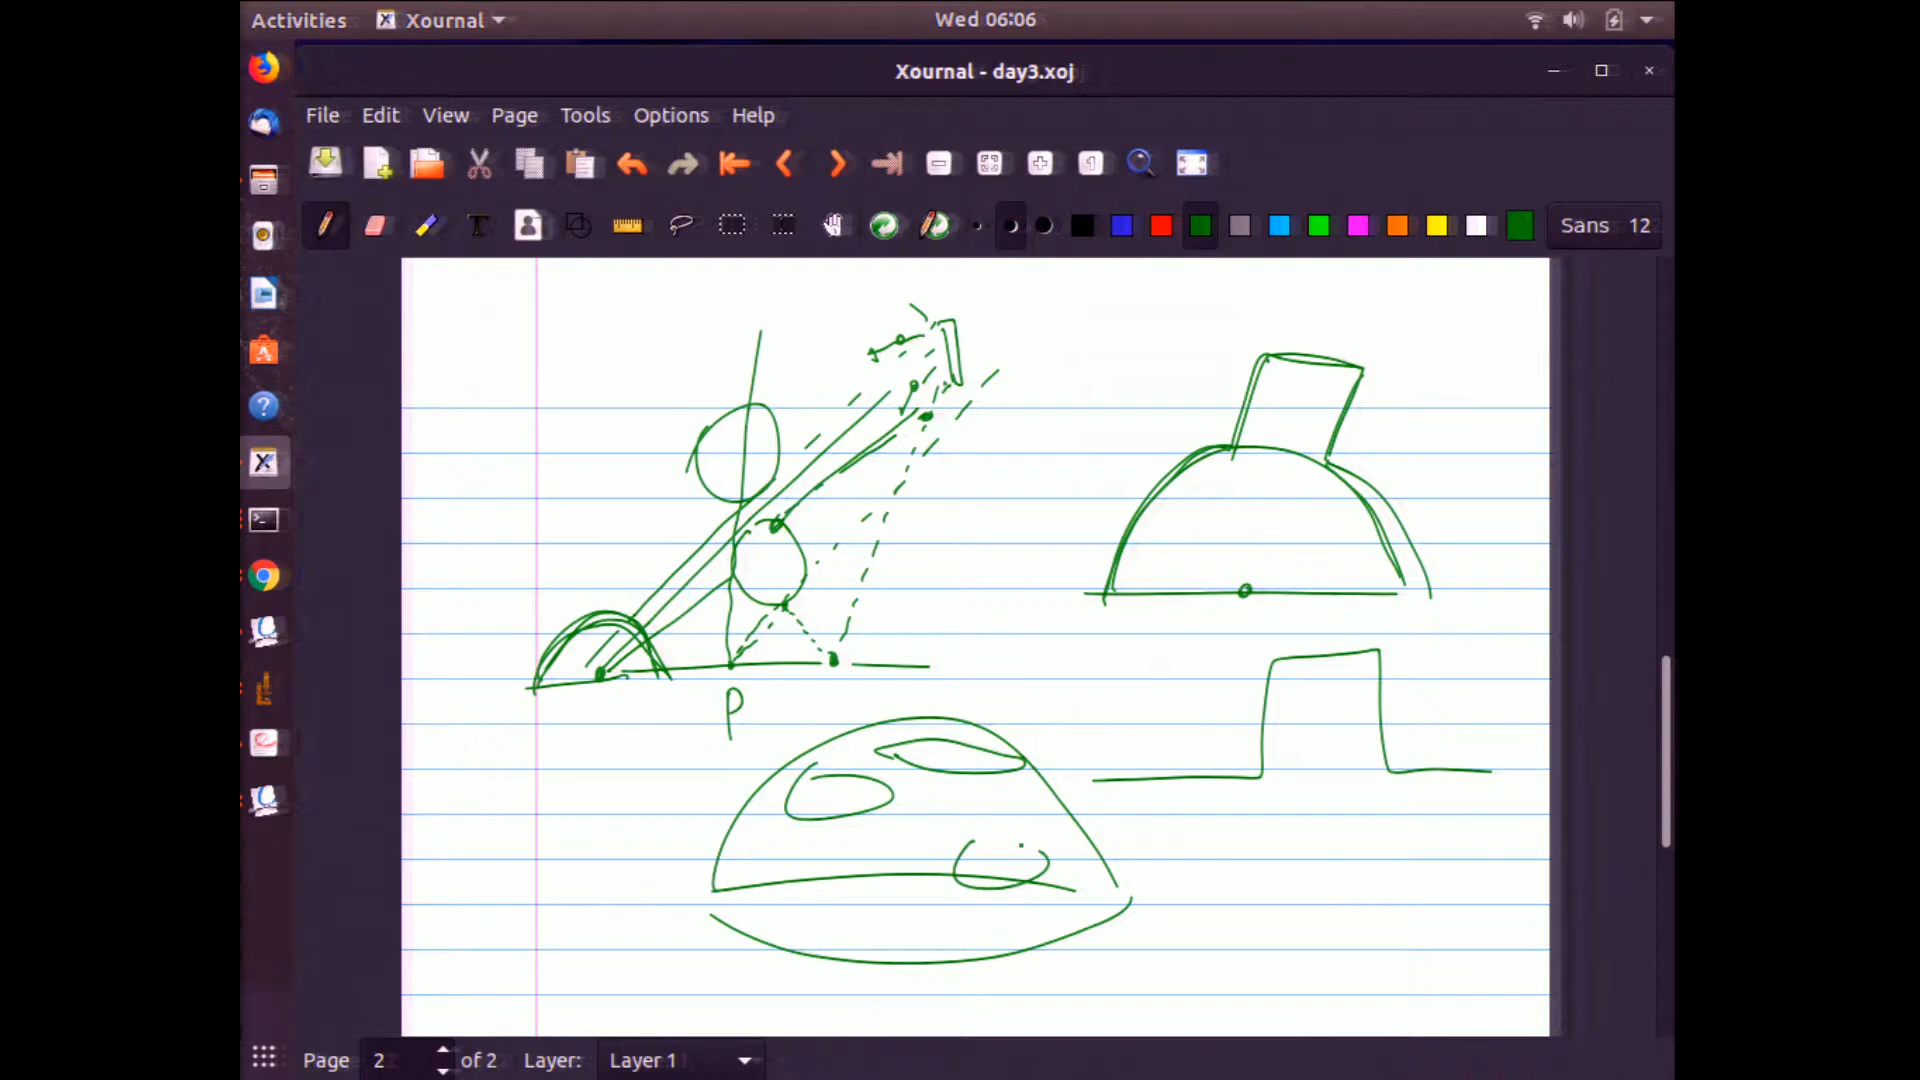 Activities Xournal Wed 06:06
Xournal - day3.xoj
File Edit View Page Tools Options Help
Sans 12
P
Page 2 of 2 Layer: Layer 1